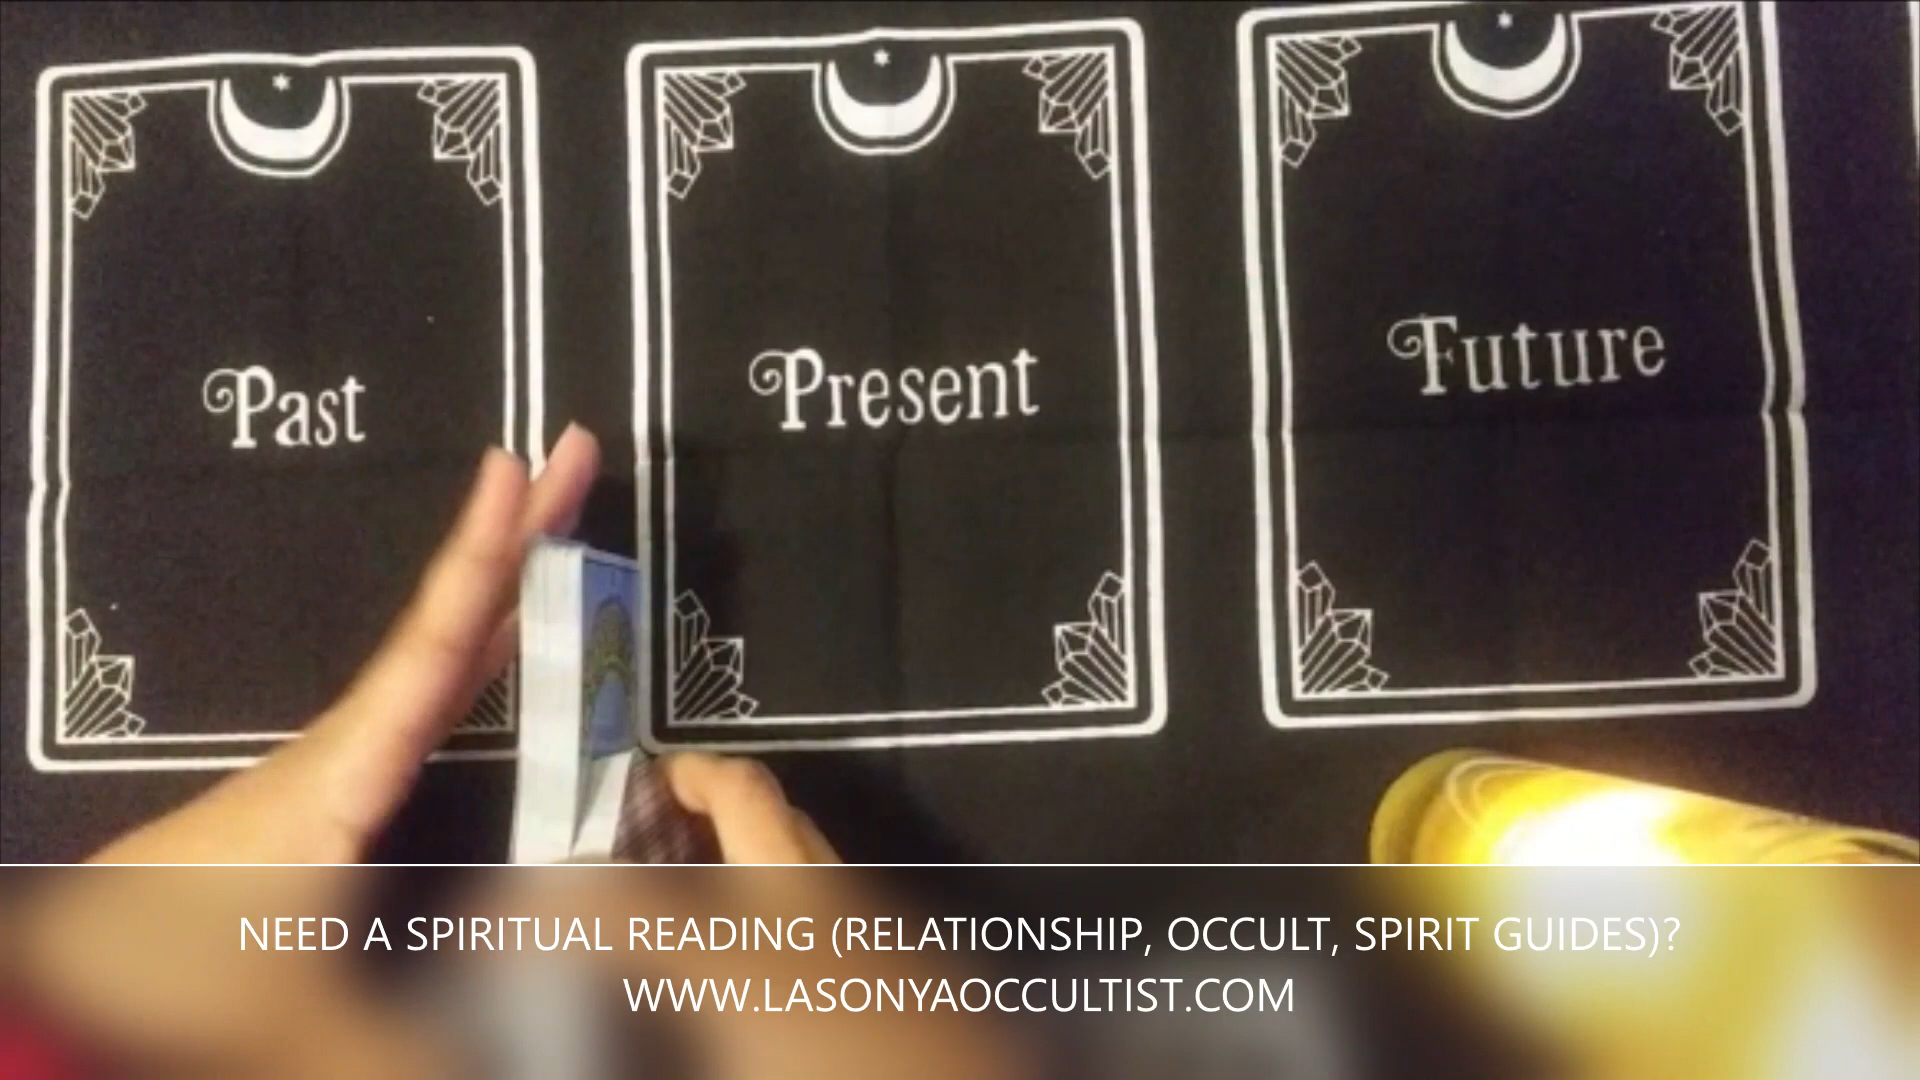 Past
Present
Future
NEED A SPIRITUAL READING (RELATIONSHIP, OCCULT, SPIRIT GUIDES)?
WWW.LASONYAOCCULTIST.COM